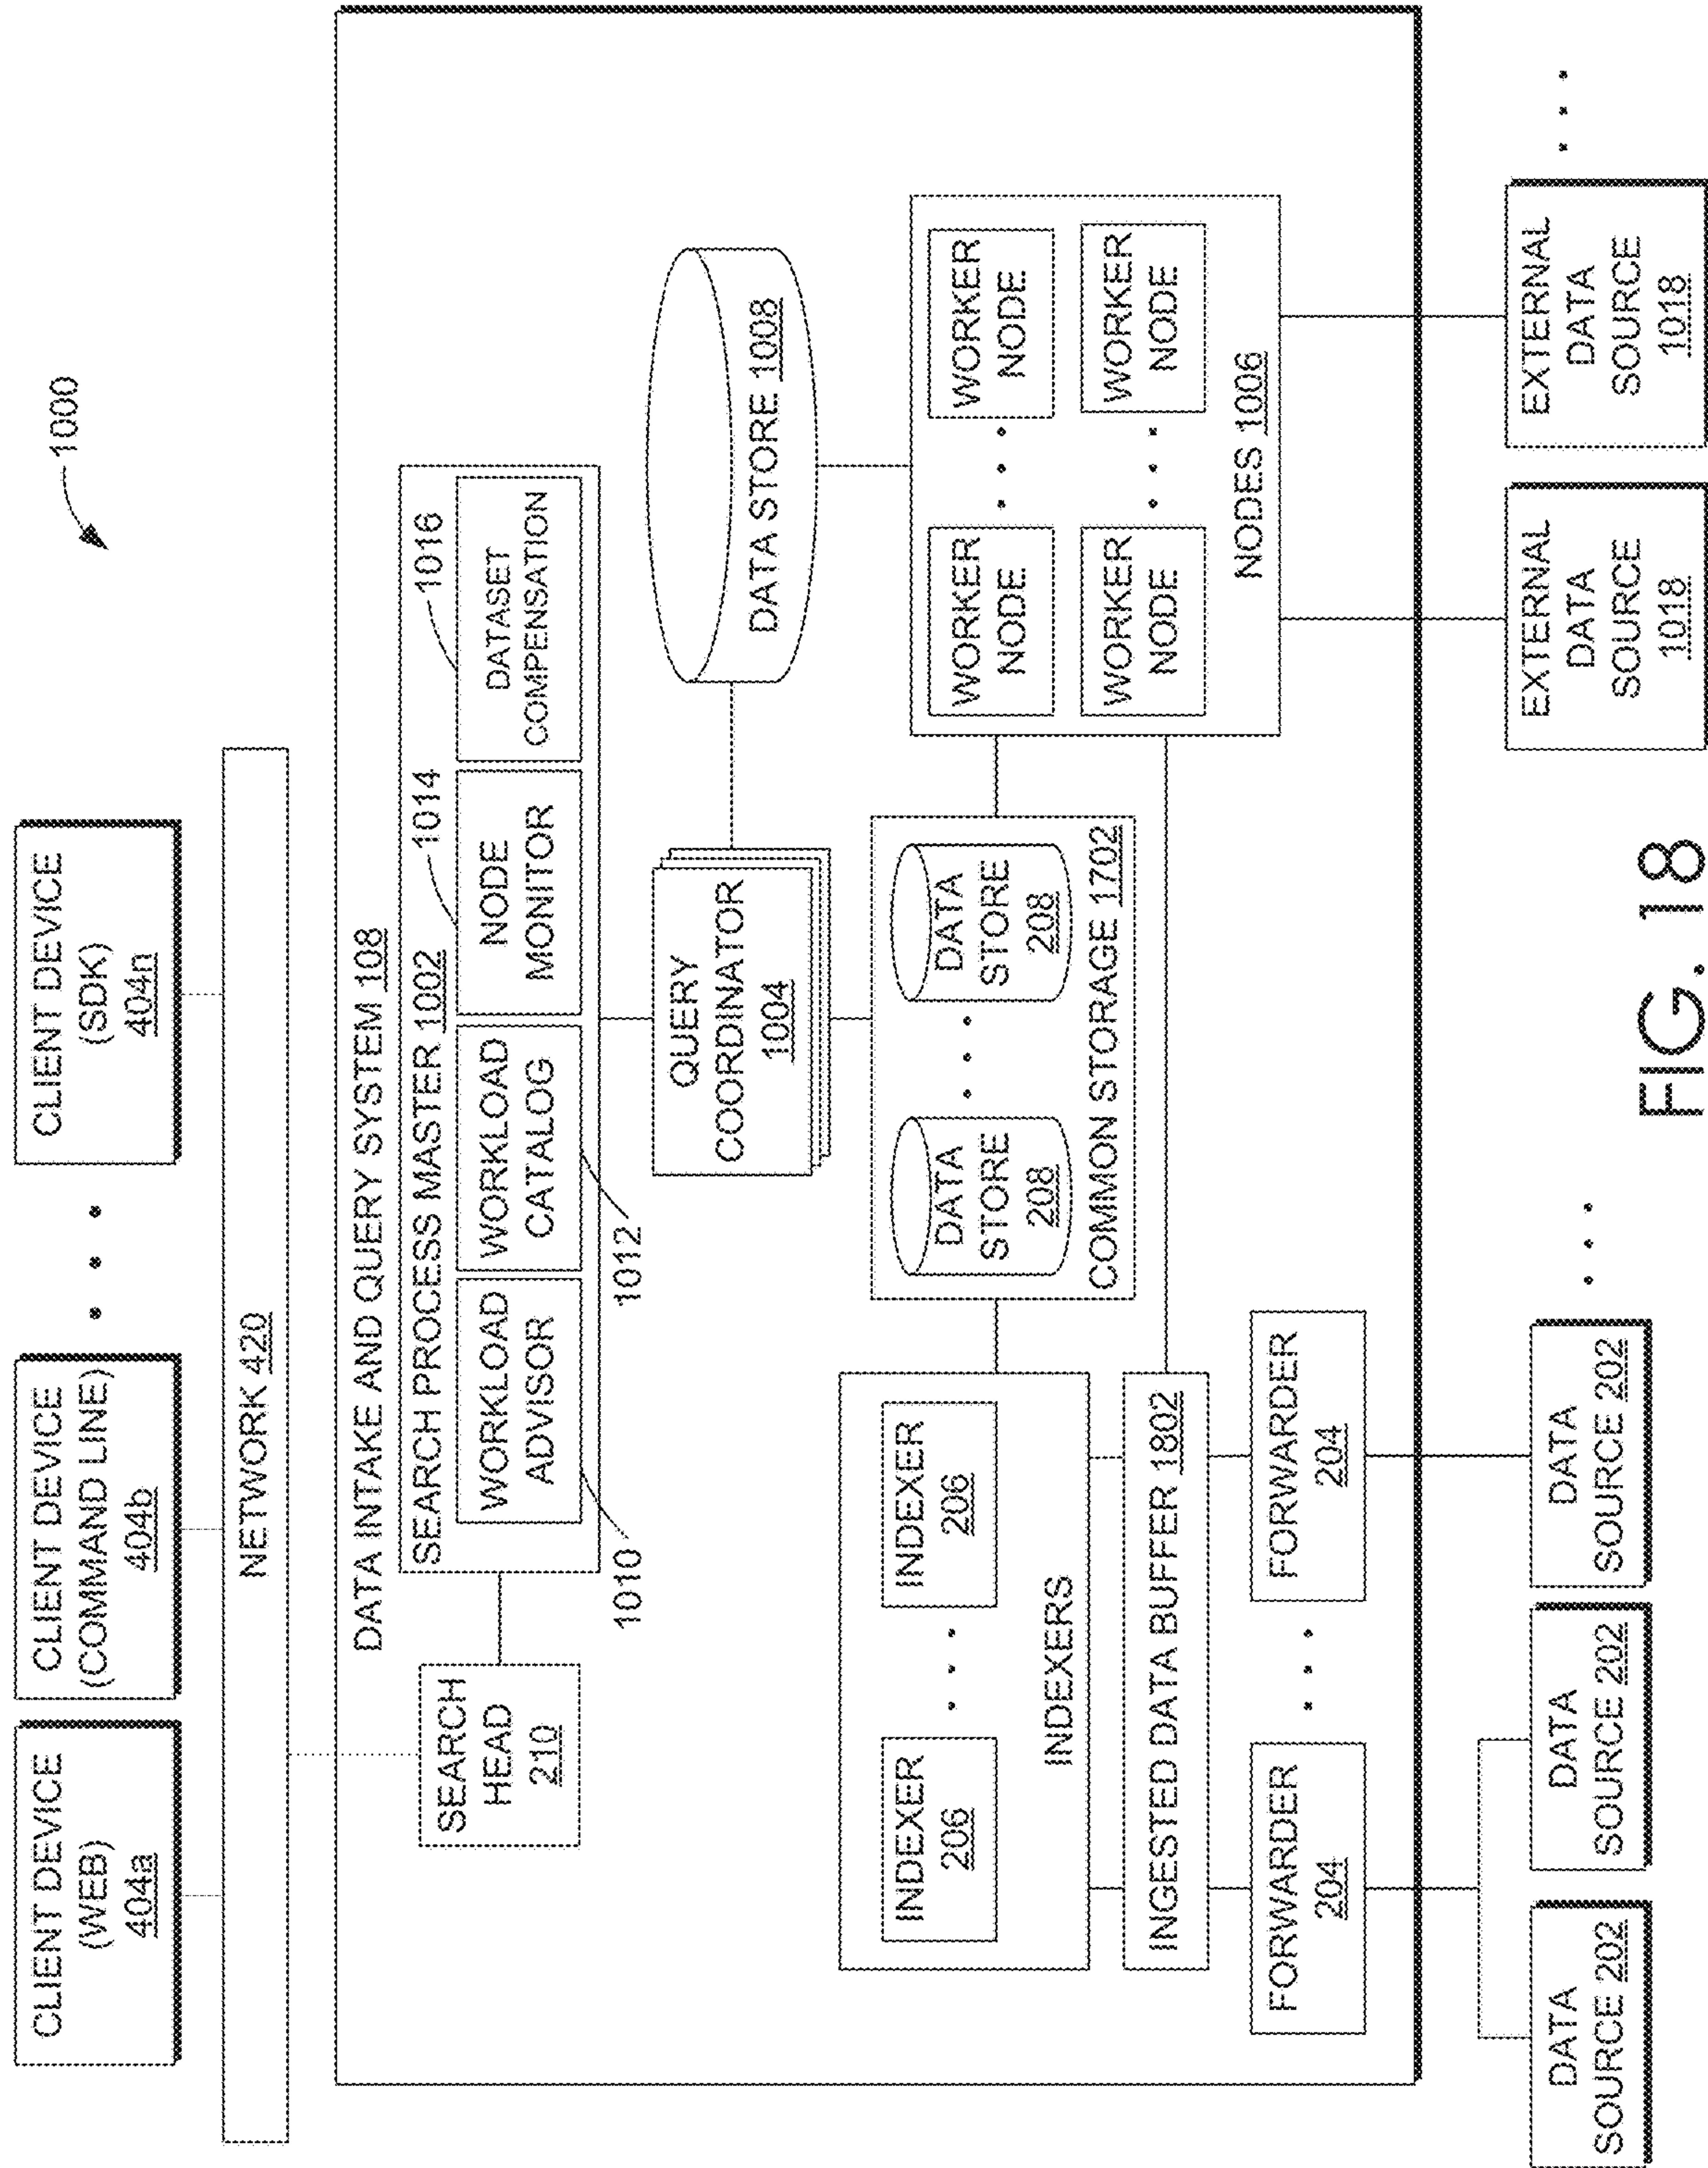 1000
CLIENT DEVICE
(WEB)
404a
CLIENT DEVICE
(COMMAND LINE)
404b
CLIENT DEVICE
(SDK)
404n
NETWORK 420
DATA INTAKE AND QUERY SYSTEM 108
SEARCH
HEAD
210
SEARCH PROCESS MASTER 1002
WORKLOAD
ADVISOR
WORKLOAD
CATALOG
NODE
MONITOR
DATASET
COMPENSATION
1010
1012
1014
1016
QUERY
COORDINATOR
1004
DATA STORE 1008
INDEXER
206
INDEXER
206
INDEXERS
DATA
STORE
208
DATA
STORE
208
COMMON STORAGE 1702
WORKER
NODE
WORKER
NODE
WORKER
NODE
WORKER
NODE
NODES 1006
INGESTED DATA BUFFER 1802
FORWARDER
204
FORWARDER
204
DATA
SOURCE 202
DATA
SOURCE 202
DATA
SOURCE 202
EXTERNAL
DATA
SOURCE
1018
EXTERNAL
DATA
SOURCE
1018
FIG. 18